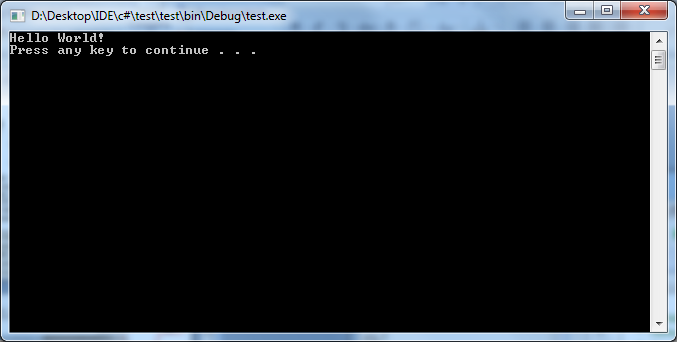 D:\Desktop\IDE\c#\test\test\bin\Debug\test.exe
Hello World!
Press any key to continue . . .